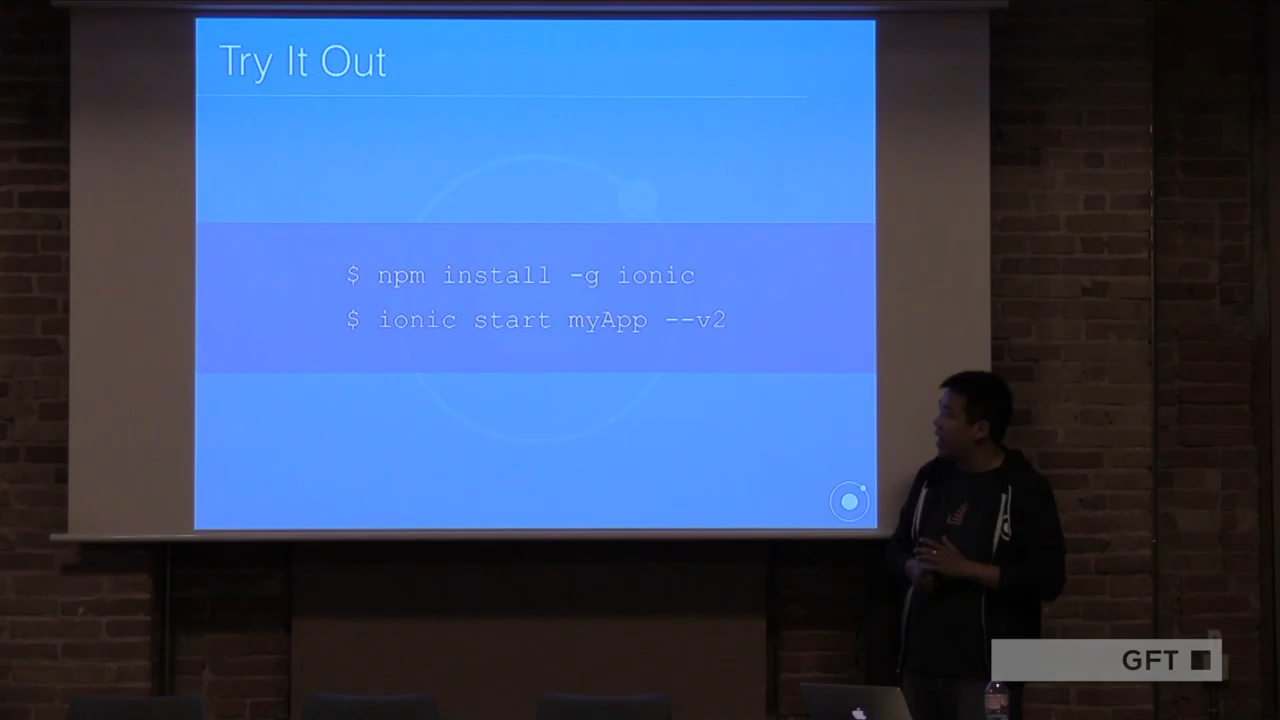 Try It Out
$ npm install -g ionic
$ ionic start myApp --v2
GFT